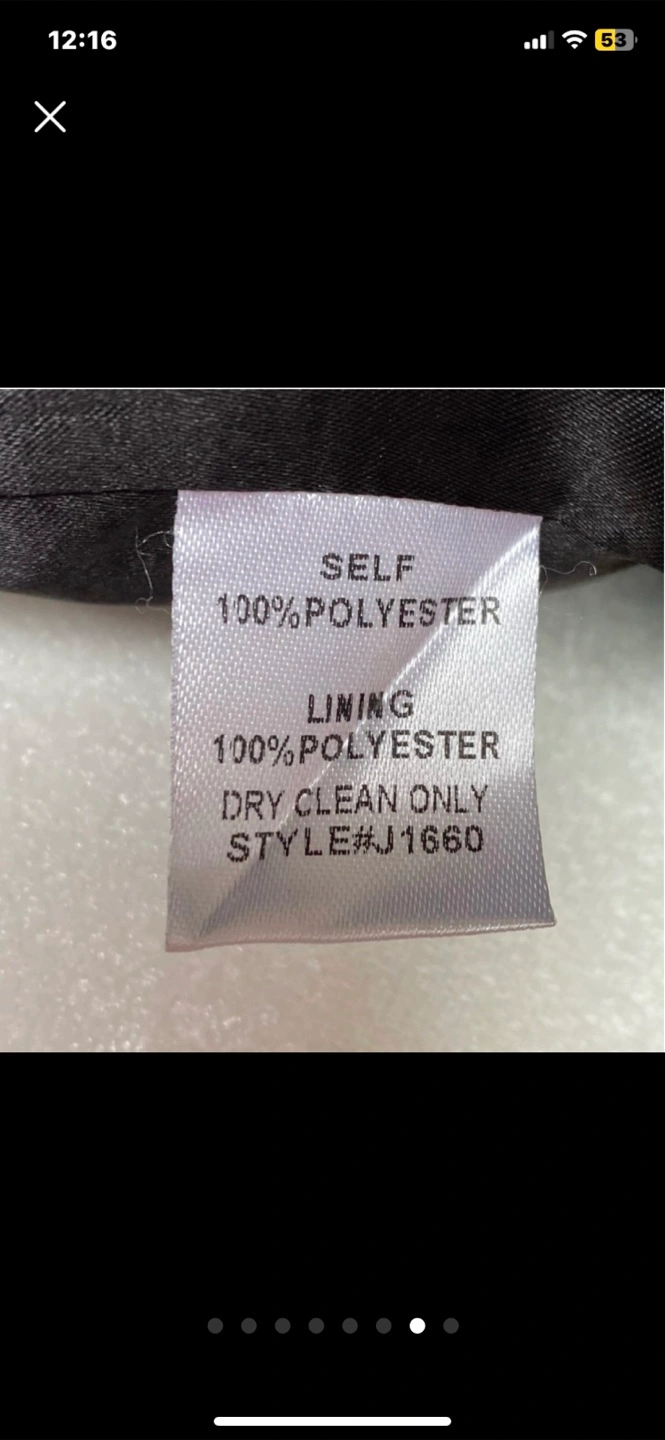 12:16
53
SELF
100%POLYESTER
LINING
100%POLYESTER
DRY CLEAN ONLY
STYLE#J1660